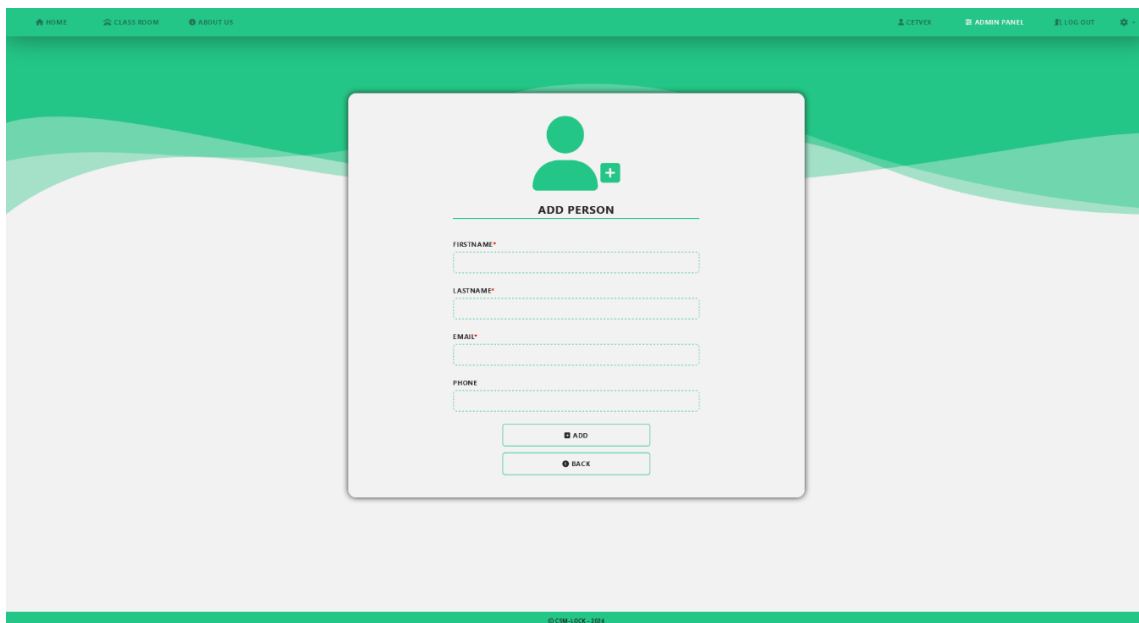 HOME CLASS ROOM ABOUT US CETVEX ADMIN PANEL LOG OUT
ADD PERSON
FIRSTNAME*
LASTNAME*
EMAIL*
PHONE
ADD
BACK
© CSM-LOCK - 2024